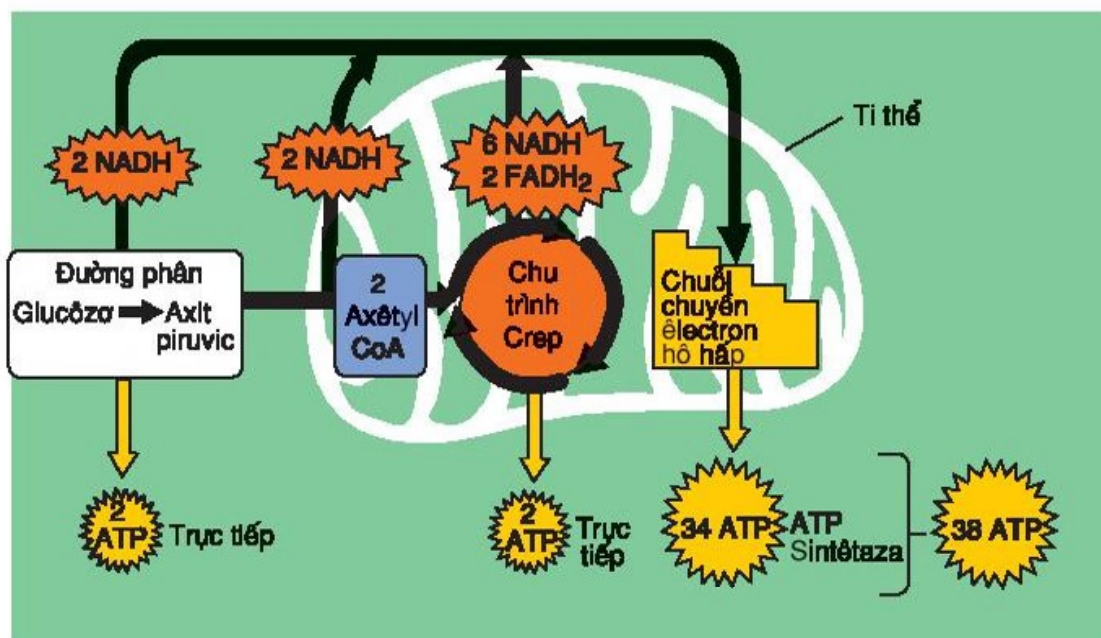 2 NADH
2 NADH
6 NADH
2 FADH₂
Ti thể
Đường phân
Glucôzơ
Axit
piruvic
2
Axêtyl
CoA
Chu
trình
Crep
Chuỗi
chuyển
êlectron
hô hấp
2
ATP
Trực tiếp
2
ATP
Trực
tiếp
34 ATP
ATP
Sintêtaza
38 ATP